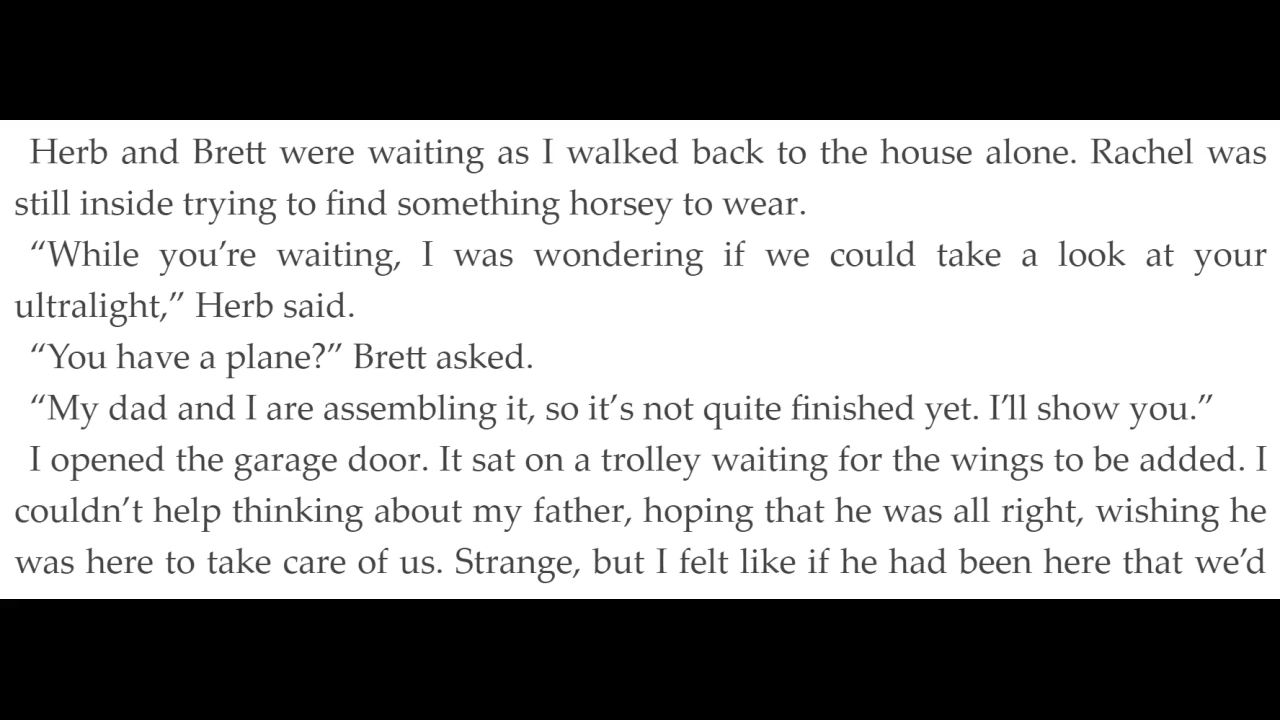 Herb and Brett were waiting as I walked back to the house alone. Rachel was
still inside trying to find something horsey to wear.
“While you’re waiting, I was wondering if we could take a look at your
ultralight,” Herb said.
“You have a plane?” Brett asked.
“My dad and I are assembling it, so it’s not quite finished yet. I’ll show you.”
I opened the garage door. It sat on a trolley waiting for the wings to be added. I
couldn’t help thinking about my father, hoping that he was all right, wishing he
was here to take care of us. Strange, but I felt like if he had been here that we’d